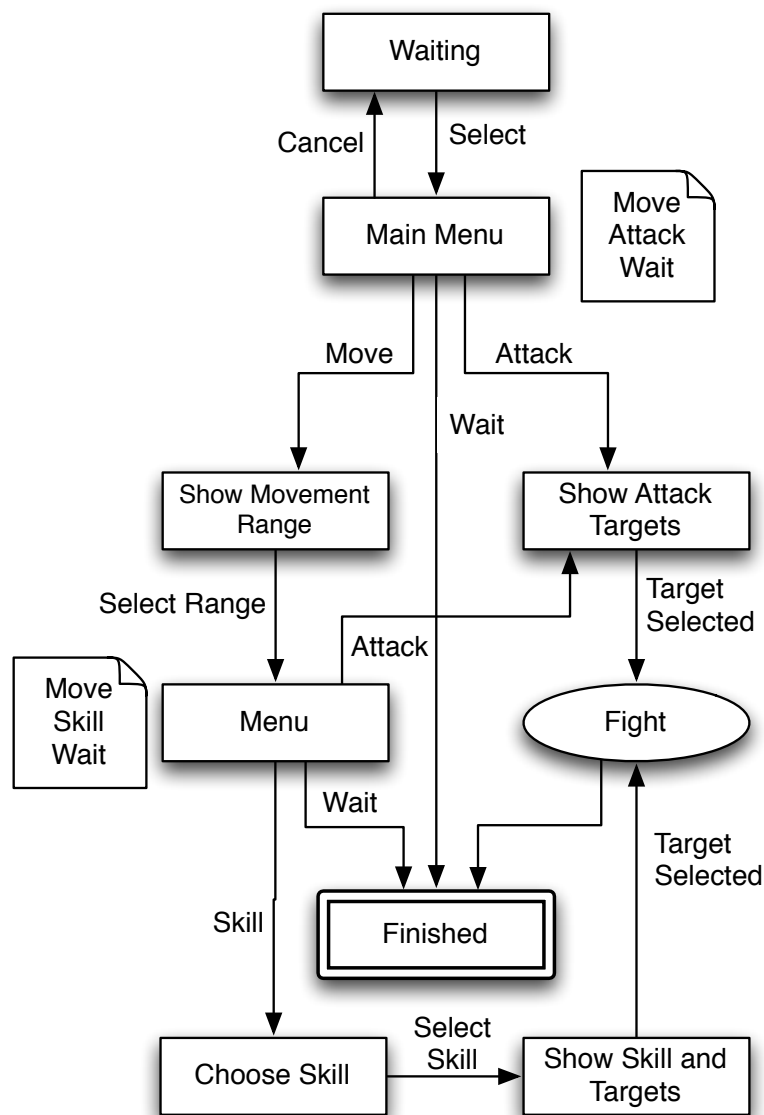 Waiting
Cancel
Select
Main Menu
Move
Attack
Wait
Move
Attack
Wait
Show Movement
Range
Show Attack
Targets
Select Range
Target
Selected
Attack
Move
Skill
Wait
Menu
Fight
Wait
Target
Selected
Skill
Finished
Select
Skill
Choose Skill
Show Skill and
Targets